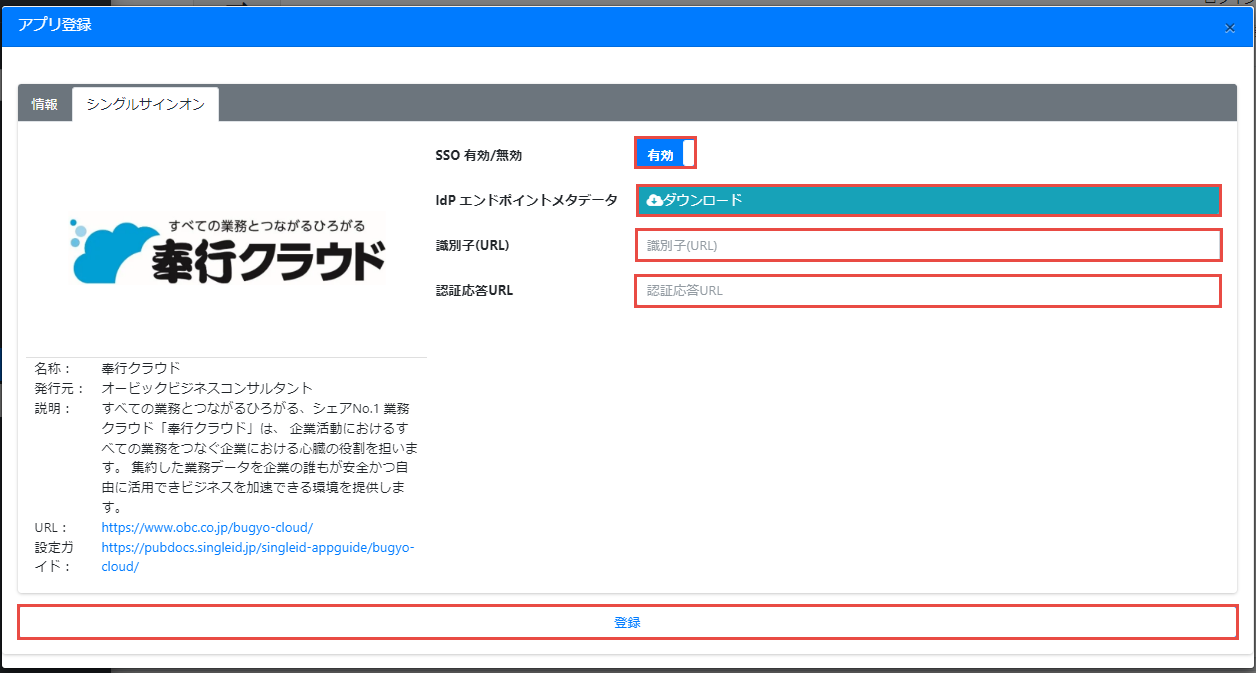 アプリ登録
×
情報
シングルサインオン
SSO 有効/無効
有効
IdP エンドポイントメタデータ
ダウンロード
識別子(URL)
識別子(URL)
認証応答URL
認証応答URL
すべての業務とつながるひろがる
奉行クラウド
名称：
奉行クラウド
発行元：
オービックビジネスコンサルタント
説明：
すべての業務とつながるひろがる、シェアNo.1 業務
クラウド「奉行クラウド」は、 企業活動におけるす
べての業務をつなぐ企業における心臓の役割を担いま
す。 集約した業務データを企業の誰もが安全かつ自
由に活用できビジネスを加速できる環境を提供しま
す。
URL：
https://www.obc.co.jp/bugyo-cloud/
設定ガ
イド：
https://pubdocs.singleid.jp/singleid-appguide/bugyo-
cloud/
登録